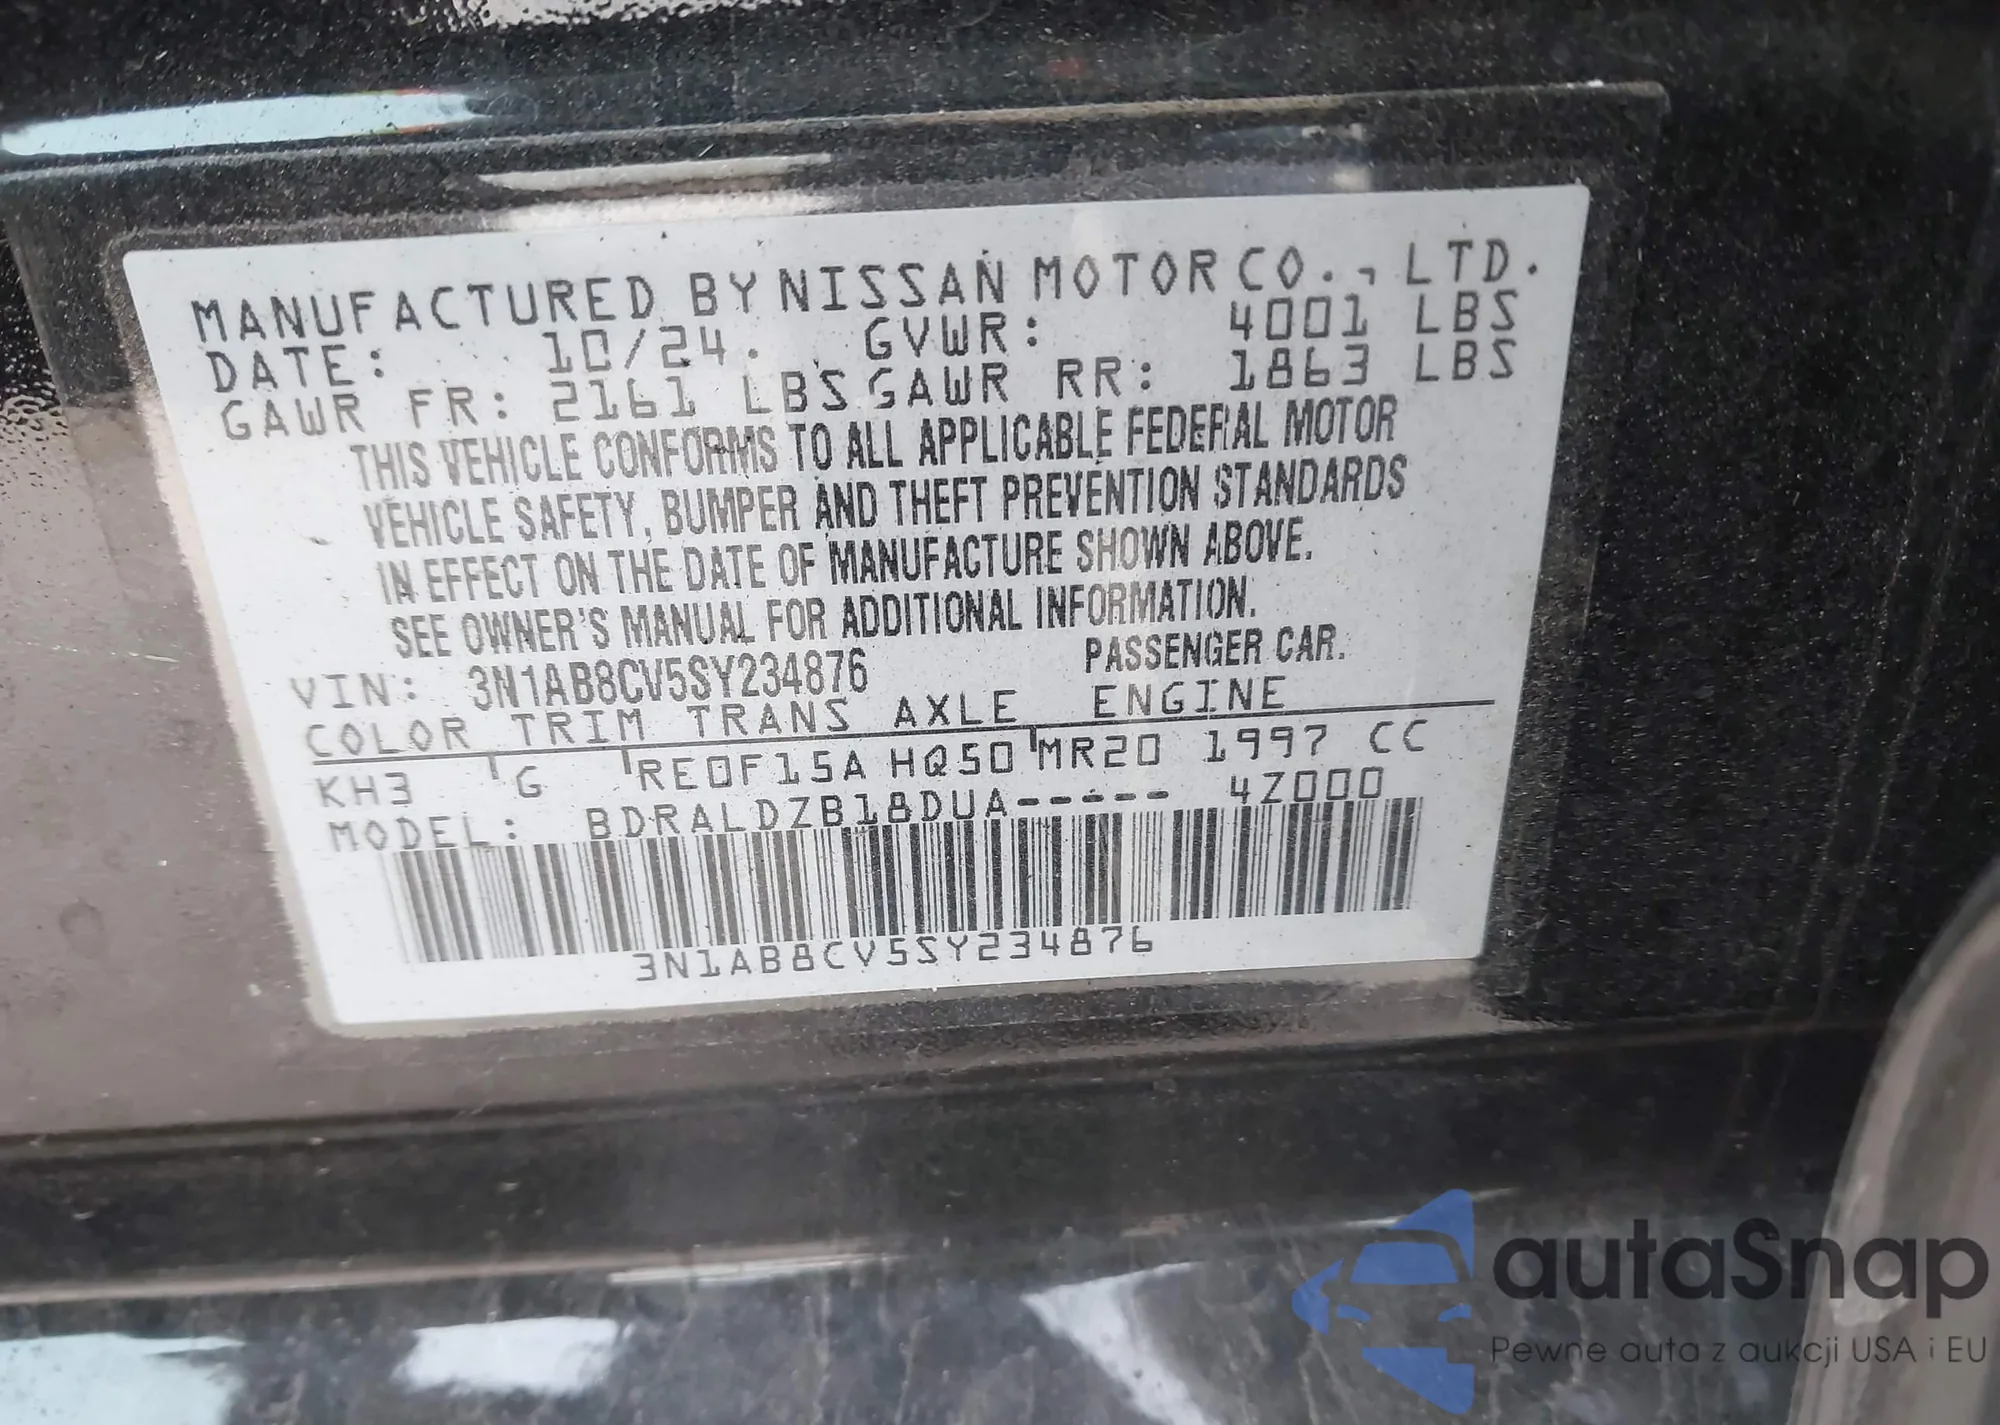 MANUFACTURED BY NISSAN MOTOR CO., LTD.
DATE: 10/24. GVWR: 4001 LBS
GAWR FR: 2161 LBS GAWR RR: 1863 LBS
THIS VEHICLE CONFORMS TO ALL APPLICABLE FEDERAL MOTOR
VEHICLE SAFETY, BUMPER AND THEFT PREVENTION STANDARDS
IN EFFECT ON THE DATE OF MANUFACTURE SHOWN ABOVE.
SEE OWNER'S MANUAL FOR ADDITIONAL INFORMATION.
VIN: 3N1AB8CV5SY234876 PASSENGER CAR.
COLOR TRIM TRANS AXLE ENGINE
KH3 G RE0F15A HQ50 MR20 1997 CC
MODEL: BDRALDZB18DUA----- 4Z000
3N1AB8CV5SY234876
autaSnap
Pewne auta z aukcji USA i EU